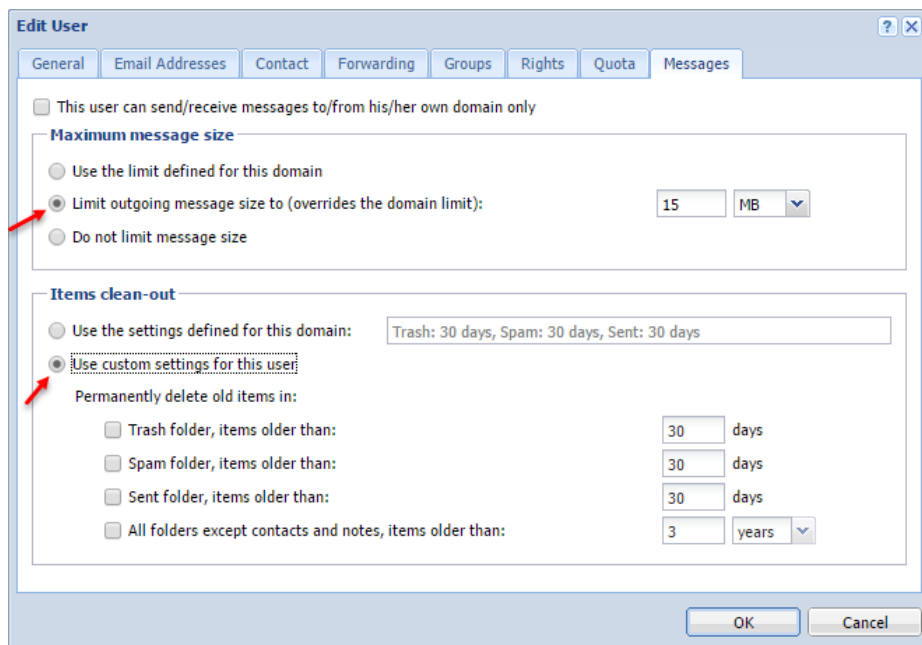 Edit User
General Email Addresses Contact Forwarding Groups Rights Quota Messages
This user can send/receive messages to/from his/her own domain only
Maximum message size
Use the limit defined for this domain
Limit outgoing message size to (overrides the domain limit): 15 MB
Do not limit message size
Items clean-out
Use the settings defined for this domain: Trash: 30 days, Spam: 30 days, Sent: 30 days
Use custom settings for this user
Permanently delete old items in:
Trash folder, items older than: 30 days
Spam folder, items older than: 30 days
Sent folder, items older than: 30 days
All folders except contacts and notes, items older than: 3 years
OK Cancel